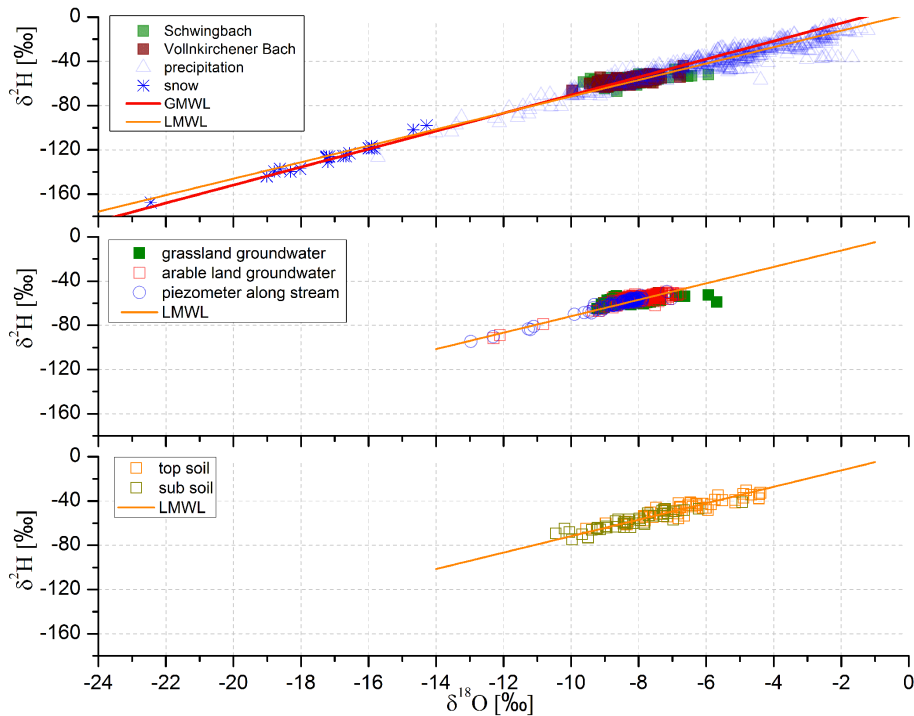 0
-40
-80
-120
-160
δ²H [‰]
Schwingbach
Vollnkirchener Bach
precipitation
snow
GMWL
LMWL
0
-40
-80
-120
-160
δ²H [‰]
grassland groundwater
arable land groundwater
piezometer along stream
LMWL
0
-40
-80
-120
-160
δ²H [‰]
top soil
sub soil
LMWL
-24 -22 -20 -18 -16 -14 -12 -10 -8 -6 -4 -2 0
δ¹⁸O [‰]